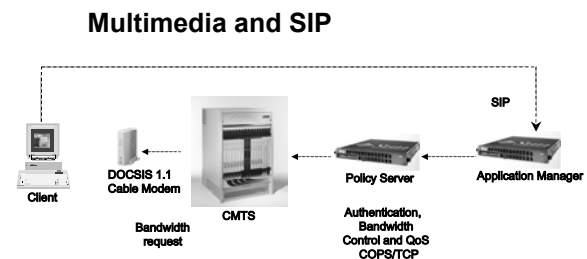 Multimedia and SIP
SIP
Client
DOCSIS 1.1
Cable Modem
CMTS
Policy Server
Application Manager
Bandwidth
request
Authentication,
Bandwidth
Control and QoS
COPS/TCP